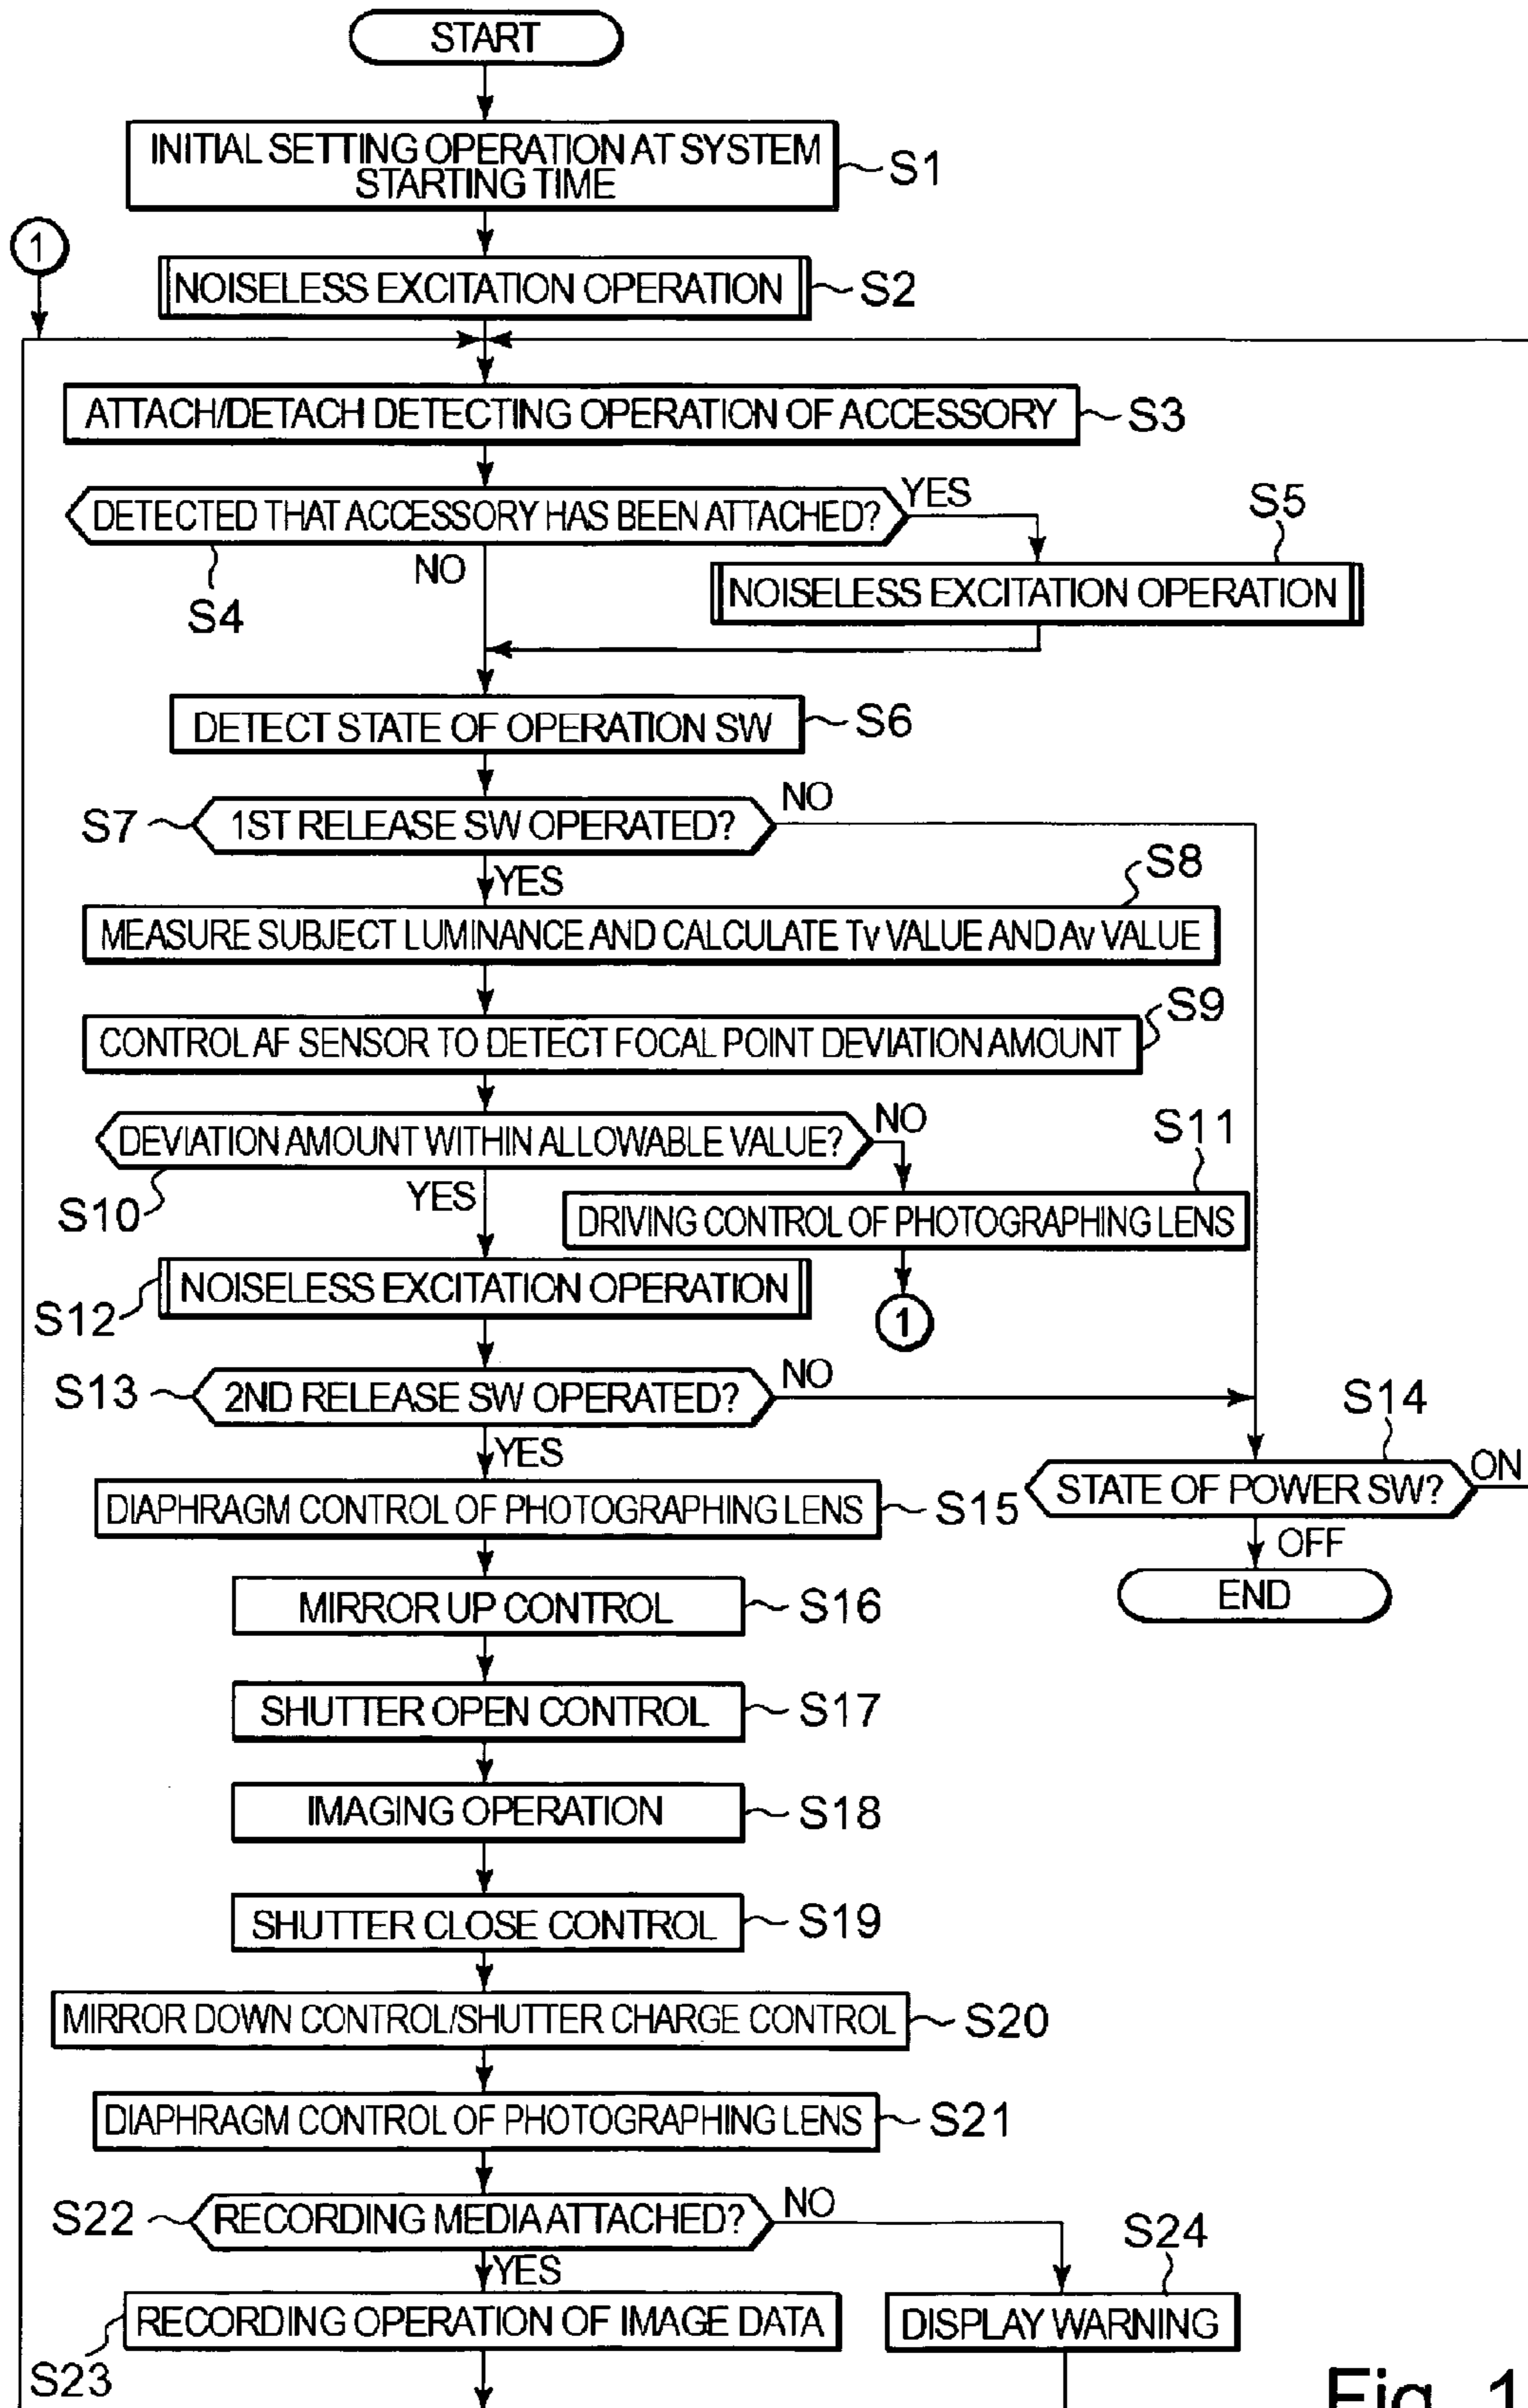 START
INITIAL SETTING OPERATION AT SYSTEM
STARTING TIME
S1
1
NOISELESS EXCITATION OPERATION
S2
ATTACH/DETACH DETECTING OPERATION OF ACCESSORY
S3
DETECTED THAT ACCESSORY HAS BEEN ATTACHED?
YES
S5
NO
S4
NOISELESS EXCITATION OPERATION
DETECT STATE OF OPERATION SW
S6
S7
1ST RELEASE SW OPERATED?
NO
YES
S8
MEASURE SUBJECT LUMINANCE AND CALCULATE Tv VALUE AND Av VALUE
S9
CONTROL AF SENSOR TO DETECT FOCAL POINT DEVIATION AMOUNT
DEVIATION AMOUNT WITHIN ALLOWABLE VALUE?
NO
S11
S10
YES
DRIVING CONTROL OF PHOTOGRAPHING LENS
NOISELESS EXCITATION OPERATION
S12
1
S13
2ND RELEASE SW OPERATED?
NO
YES
S14
STATE OF POWER SW?
ON
DIAPHRAGM CONTROL OF PHOTOGRAPHING LENS
S15
OFF
END
MIRROR UP CONTROL
S16
SHUTTER OPEN CONTROL
S17
IMAGING OPERATION
S18
SHUTTER CLOSE CONTROL
S19
MIRROR DOWN CONTROL/SHUTTER CHARGE CONTROL
S20
DIAPHRAGM CONTROL OF PHOTOGRAPHING LENS
S21
S22
RECORDING MEDIA ATTACHED?
NO
YES
S24
RECORDING OPERATION OF IMAGE DATA
S23
DISPLAY WARNING
Fig. 1